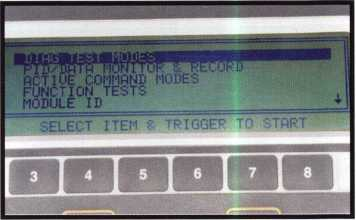 DIAG TEST MODES
PID/DATA MONITOR & RECORD
ACTIVE COMMAND MODES
FUNCTION TESTS
MODULE ID
SELECT ITEM & TRIGGER TO START
3 4 5 6 7 8